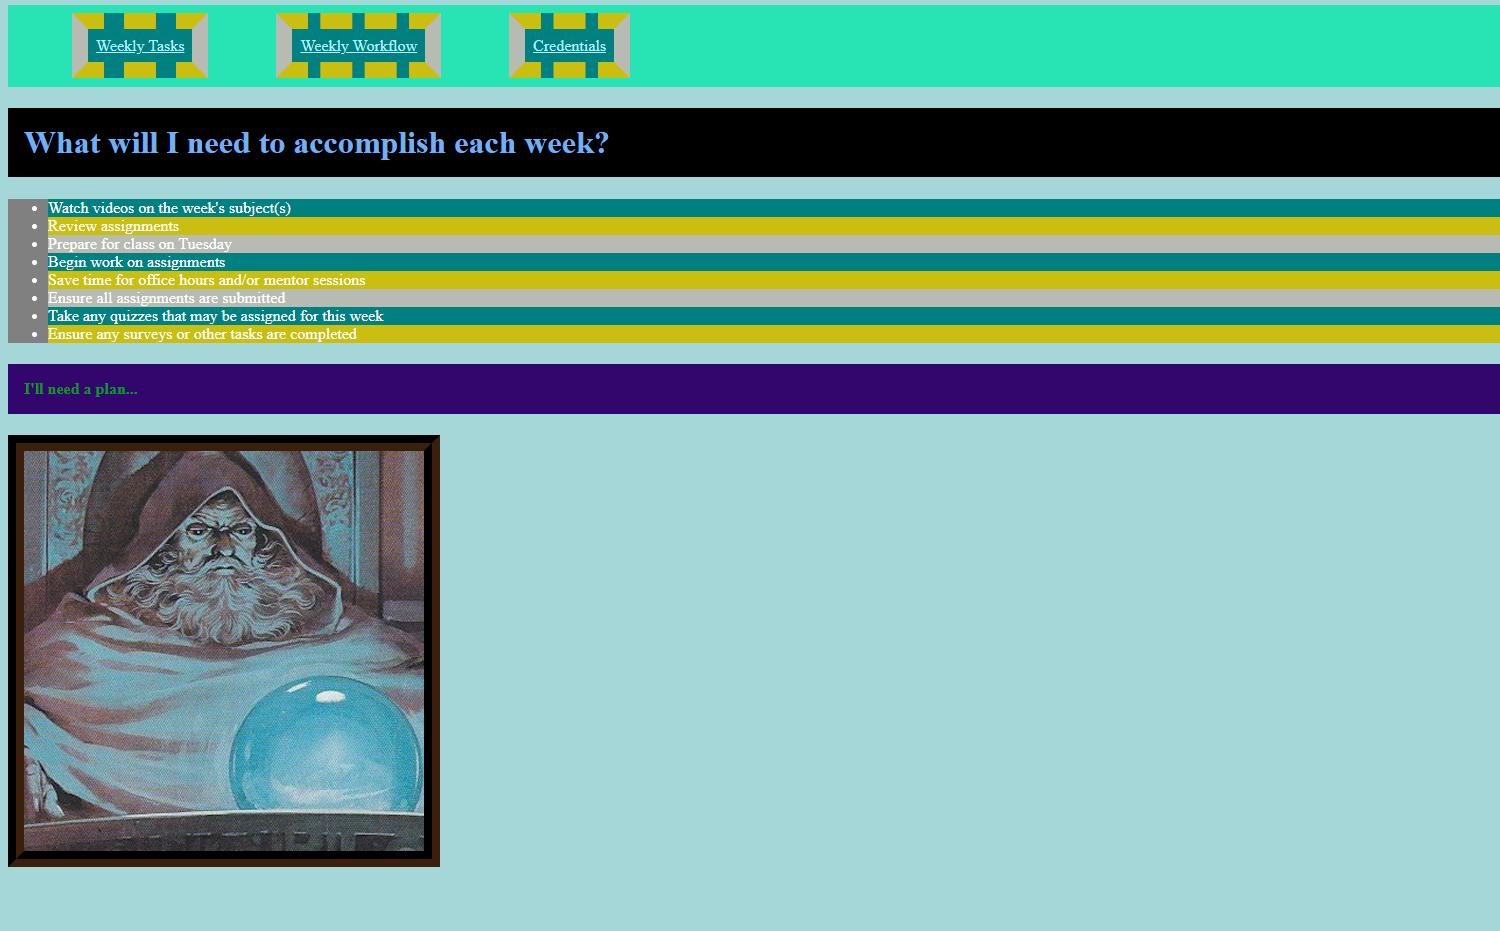 Weekly Tasks Weekly Workflow Credentials
What will I need to accomplish each week?
Watch videos on the week's subject(s)
Review assignments
Prepare for class on Tuesday
Begin work on assignments
Save time for office hours and/or mentor sessions
Ensure all assignments are submitted
Take any quizzes that may be assigned for this week
Ensure any surveys or other tasks are completed
I'll need a plan...